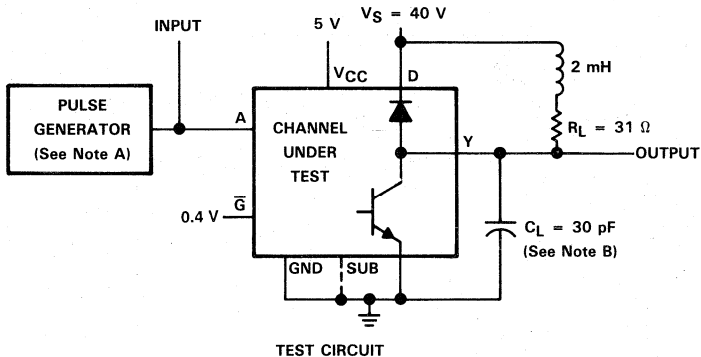 INPUT
5 V
VS = 40 V
VCC
D
2 mH
PULSE
GENERATOR
(See Note A)
A
CHANNEL
UNDER
TEST
RL = 31 Ω
Y
OUTPUT
0.4 V
G̅
CL = 30 pF
(See Note B)
GND
SUB
TEST CIRCUIT